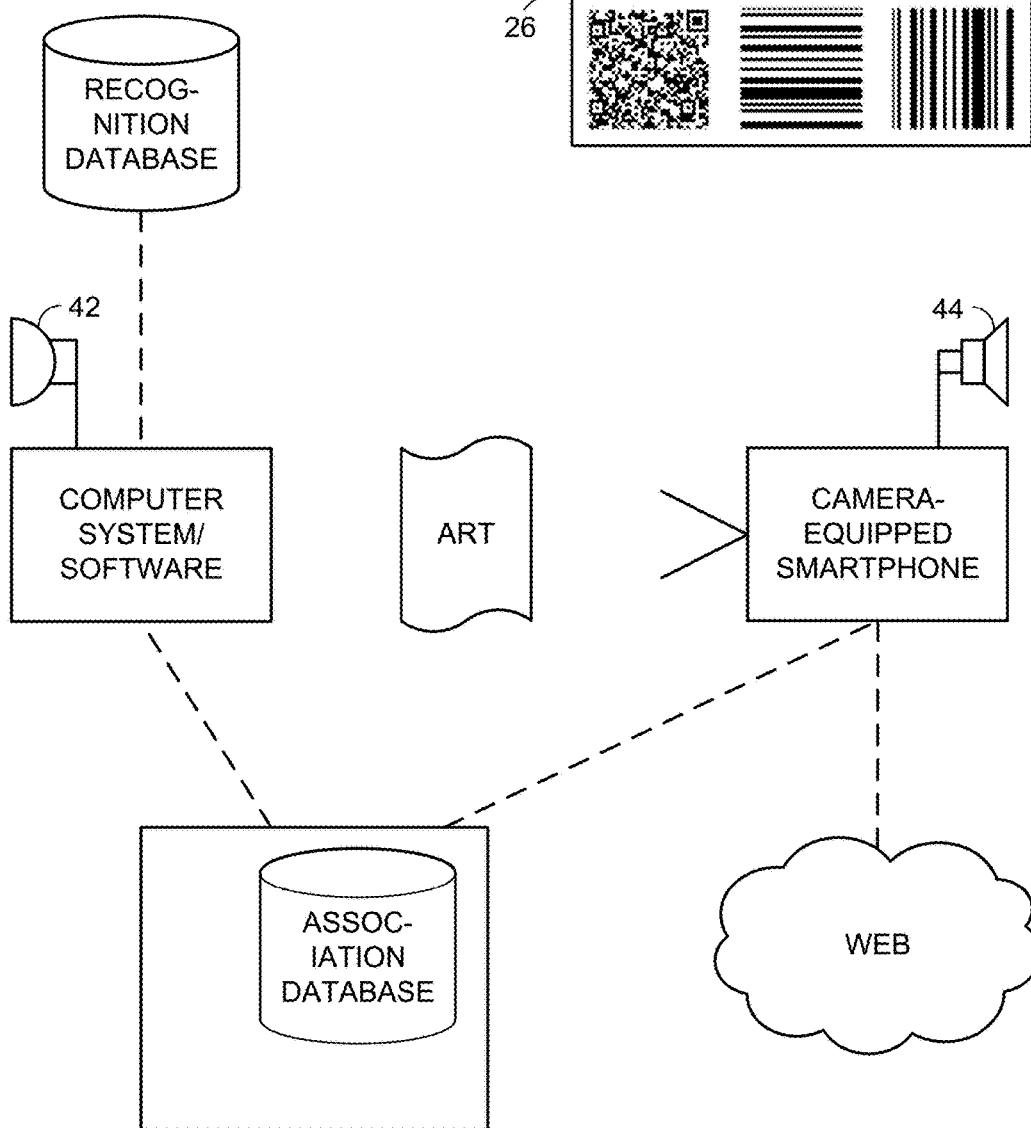 26
RECOG-
NITION
DATABASE
42
44
COMPUTER
SYSTEM/
SOFTWARE
ART
CAMERA-
EQUIPPED
SMARTPHONE
ASSOC-
IATION
DATABASE
WEB